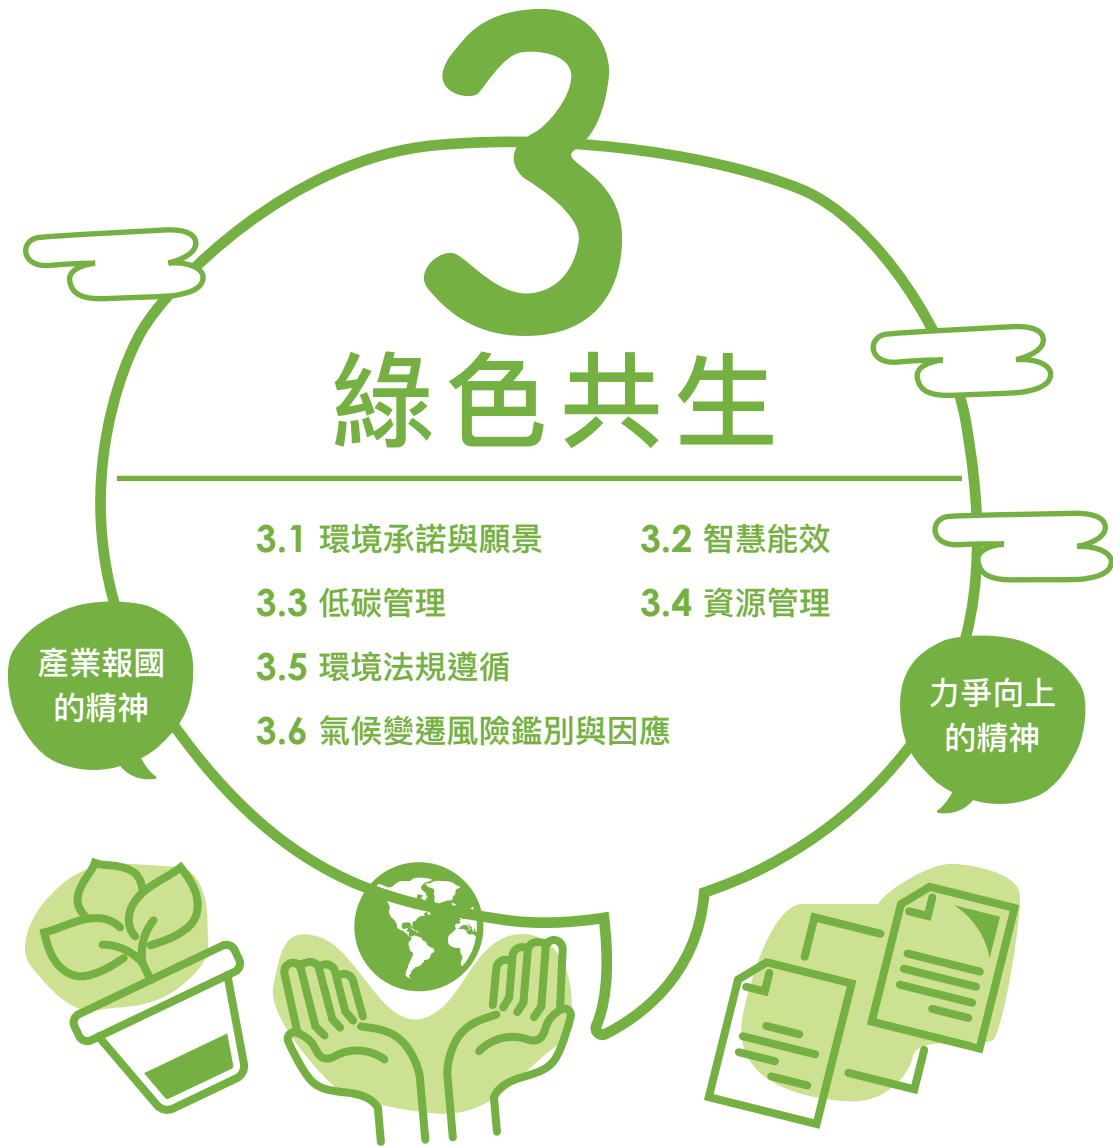 3
綠色共生
3.1 環境承諾與願景
3.2 智慧能效
3.3 低碳管理
3.4 資源管理
3.5 環境法規遵循
3.6 氣候變遷風險鑑別與因應
產業報國
的精神
力爭向上
的精神